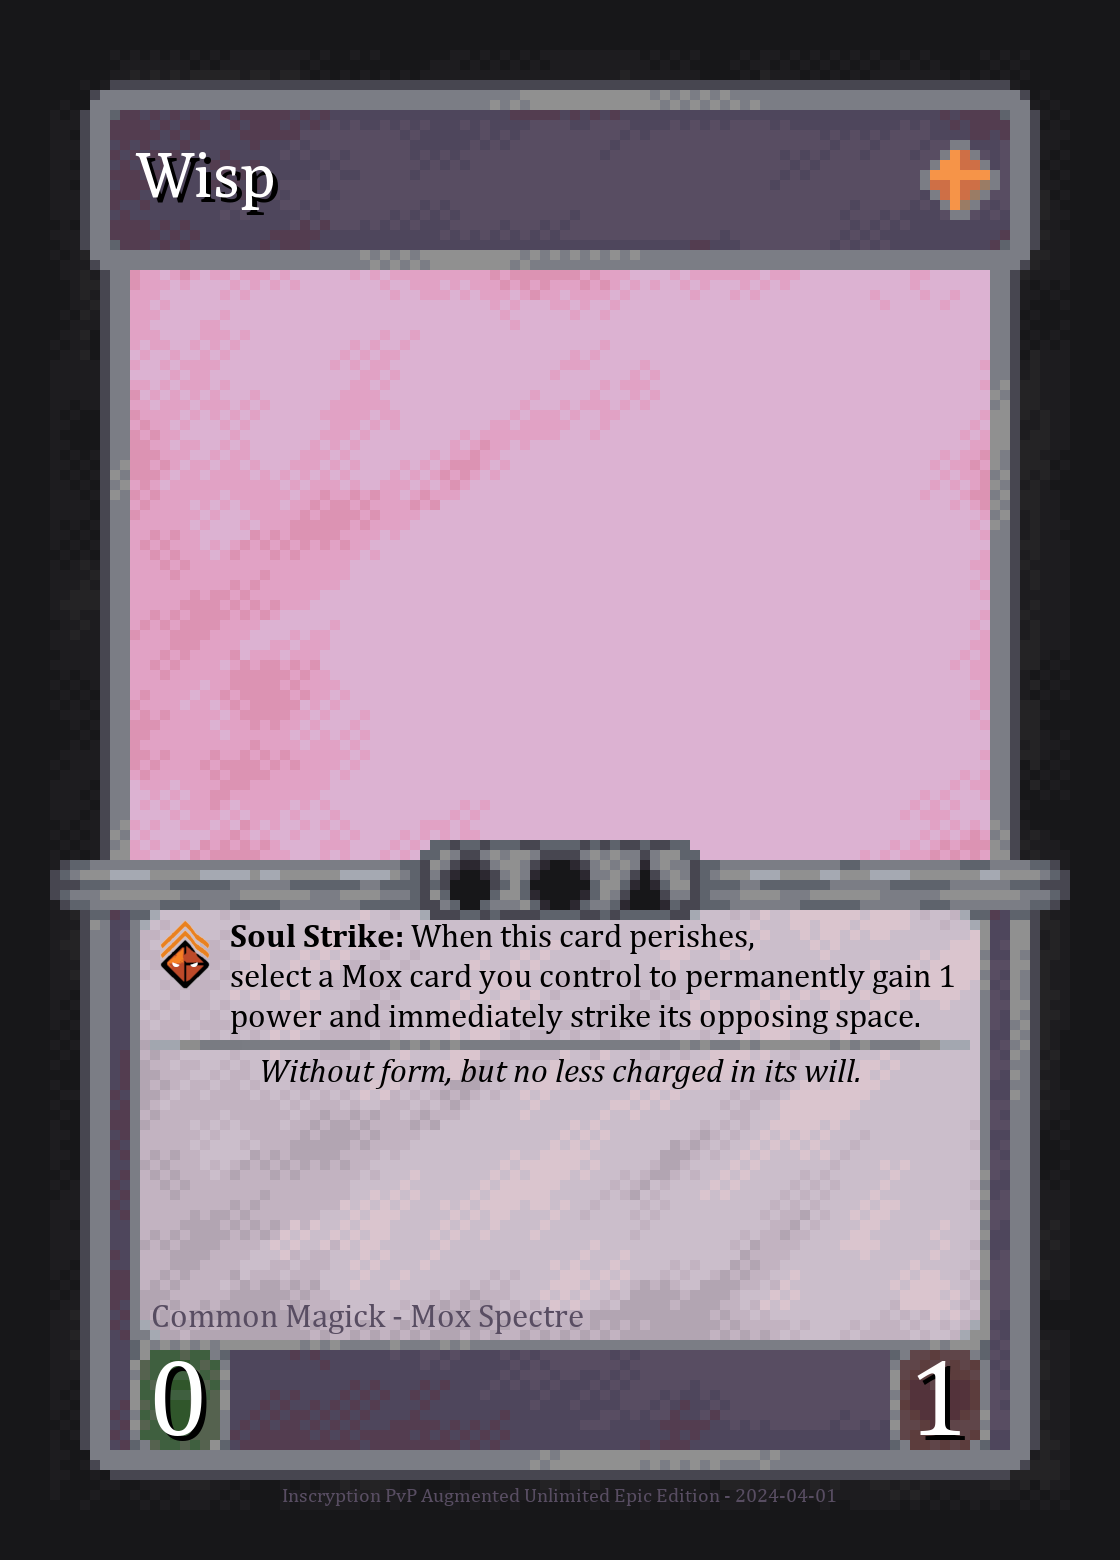 Wisp
Soul Strike: When this card perishes,
select a Mox card you control to permanently gain 1
power and immediately strike its opposing space.
Without form, but no less charged in its will.
Common Magick - Mox Spectre
0
1
Inscryption PvP Augmented Unlimited Epic Edition - 2024-04-01